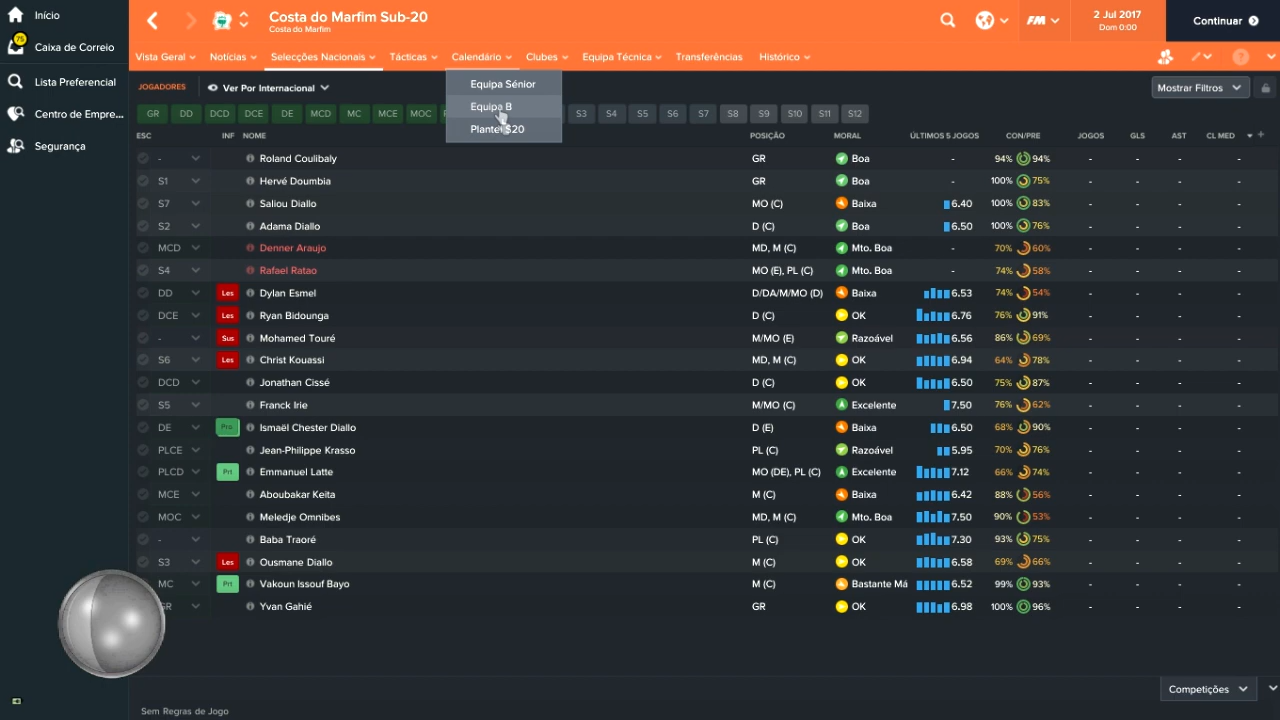 Início
75
Caixa de Correio
Lista Preferencial
Centro de Empre...
Segurança
Costa do Marfim Sub-20
Costa do Marfim
FM
2 Jul 2017
Dom 0:00
Continuar
Vista Geral
Notícias
Selecções Nacionais
Tácticas
Calendário
Clubes
Equipa Técnica
Transferências
Histórico
Equipa Sénior
Equipa B
Plantel S20
JOGADORES
Ver Por Internacional
Mostrar Filtros
GR DD DCD DCE DE MCD MC MCE MOC S3 S4 S5 S6 S7 S8 S9 S10 S11 S12
ESC INF NOME POSIÇÃO MORAL ÚLTIMOS 5 JOGOS CON/PRE JOGOS GLS AST CL MED
- Roland Coulibaly GR Boa - 94% 94% - - - -
S1 Hervé Doumbia GR Boa - 100% 75% - - - -
S7 Saliou Diallo MO (C) Baixa 6.40 100% 83% - - - -
S2 Adama Diallo D (C) Boa 6.50 100% 76% - - - -
MCD Denner Araujo MD, M (C) Mto. Boa - 70% 60% - - - -
S4 Rafael Ratao MO (E), PL (C) Mto. Boa - 74% 58% - - - -
DD Les Dylan Esmel D/DA/M/MO (D) Baixa 6.53 74% 54% - - - -
DCE Les Ryan Bidounga D (C) OK 6.76 76% 91% - - - -
- Sus Mohamed Touré M/MO (E) Razoável 6.56 86% 69% - - - -
S6 Les Christ Kouassi MD, M (C) OK 6.94 64% 78% - - - -
DCD Jonathan Cissé D (C) OK 6.50 75% 87% - - - -
S5 Franck Irie M/MO (C) Excelente 7.50 76% 62% - - - -
DE Pro Ismaël Chester Diallo D (E) Baixa 6.50 68% 90% - - - -
PLCE Jean-Philippe Krasso PL (C) Razoável 5.95 70% 76% - - - -
PLCD Prt Emmanuel Latte MO (DE), PL (C) Excelente 7.12 66% 74% - - - -
MCE Aboubakar Keita M (C) Baixa 6.42 88% 56% - - - -
MOC Meledje Omnibes MD, M (C) Mto. Boa 7.50 90% 53% - - - -
- Baba Traoré PL (C) OK 7.30 93% 75% - - - -
S3 Les Ousmane Diallo M (C) OK 6.58 69% 66% - - - -
MC Prt Vakoun Issouf Bayo M (C) Bastante Má 6.52 99% 93% - - - -
GR Yvan Gahié GR OK 6.98 100% 96% - - - -
Competições
Sem Regras de Jogo